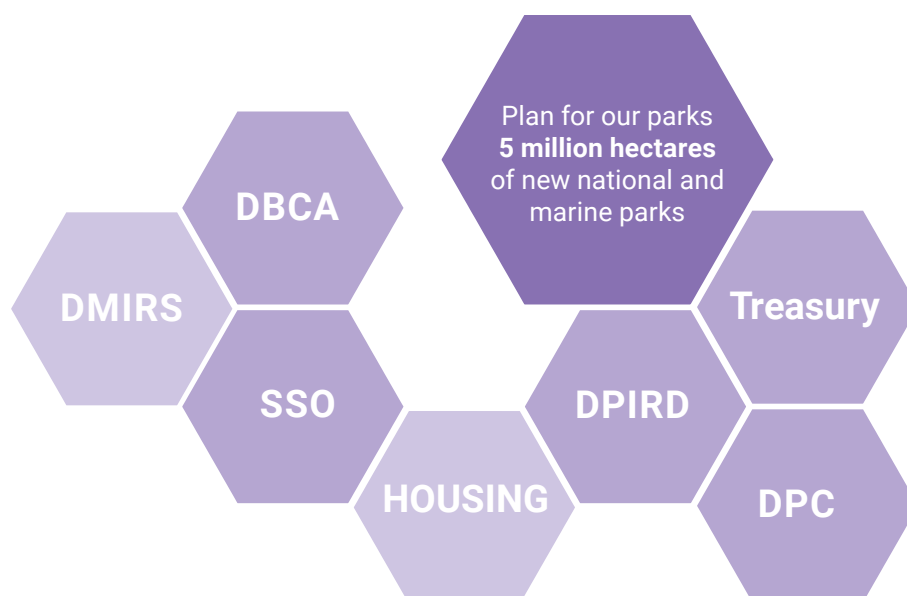 Plan for our parks
5 million hectares
of new national and
marine parks
DBCA
DMIRS
Treasury
SSO
DPIRD
HOUSING
DPC